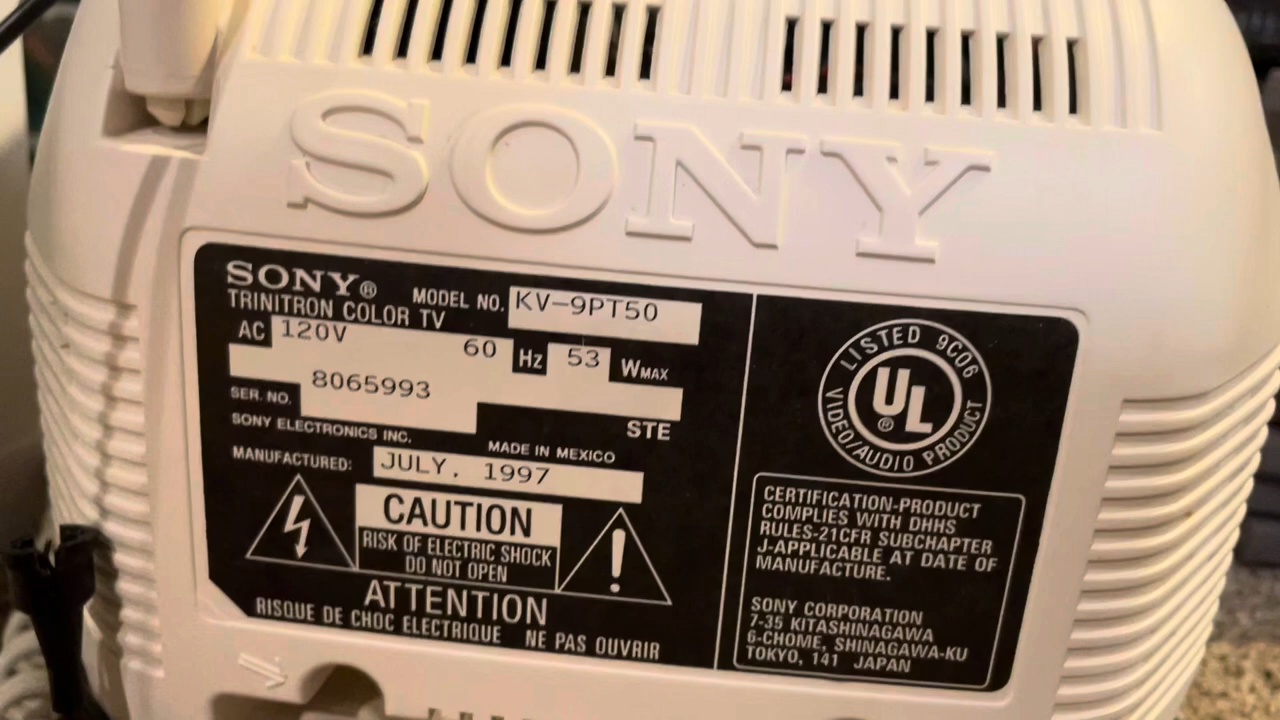 SONY
SONY®
TRINITRON COLOR TV
MODEL NO. KV-9PT50
AC 120V 60 Hz 53 WMAX
SER. NO. 8065993
STE
SONY ELECTRONICS INC.
MADE IN MEXICO
MANUFACTURED: JULY, 1997
CAUTION
RISK OF ELECTRIC SHOCK
DO NOT OPEN
ATTENTION
RISQUE DE CHOC ELECTRIQUE NE PAS OUVRIR
LISTED 9C06
UL®
VIDEO/AUDIO PRODUCT
CERTIFICATION-PRODUCT
COMPLIES WITH DHHS
RULES-21CFR SUBCHAPTER
J-APPLICABLE AT DATE OF
MANUFACTURE.
SONY CORPORATION
7-35 KITASHINAGAWA
6-CHOME, SHINAGAWA-KU
TOKYO, 141 JAPAN